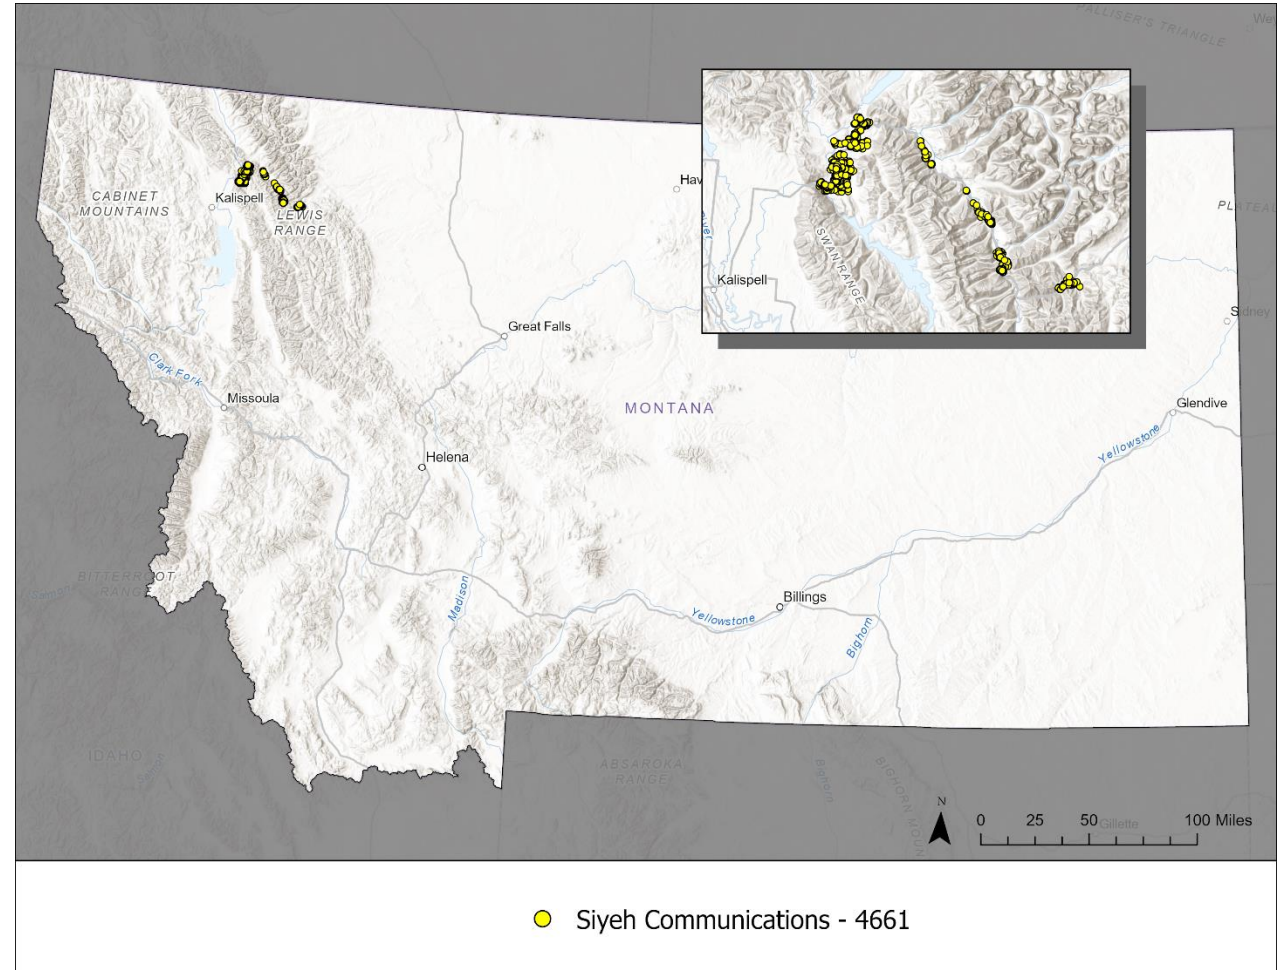 PALLISER'S TRIANGLE
CABINET
MOUNTAINS
Kalispell
LEWIS
RANGE
Hav
River
SWAN RANGE
Kalispell
PLATEAU
Sidney
Great Falls
Clark Fork
Missoula
MONTANA
Glendive
Yellowstone
Helena
BITTERROOT
RANGE
Madison
Yellowstone
Billings
Bighorn
IDAHO
ABSAROKA
RANGE
Bighorn
BIGHORN MOUN
Gillette
N
0 25 50 100 Miles
Siyeh Communications - 4661